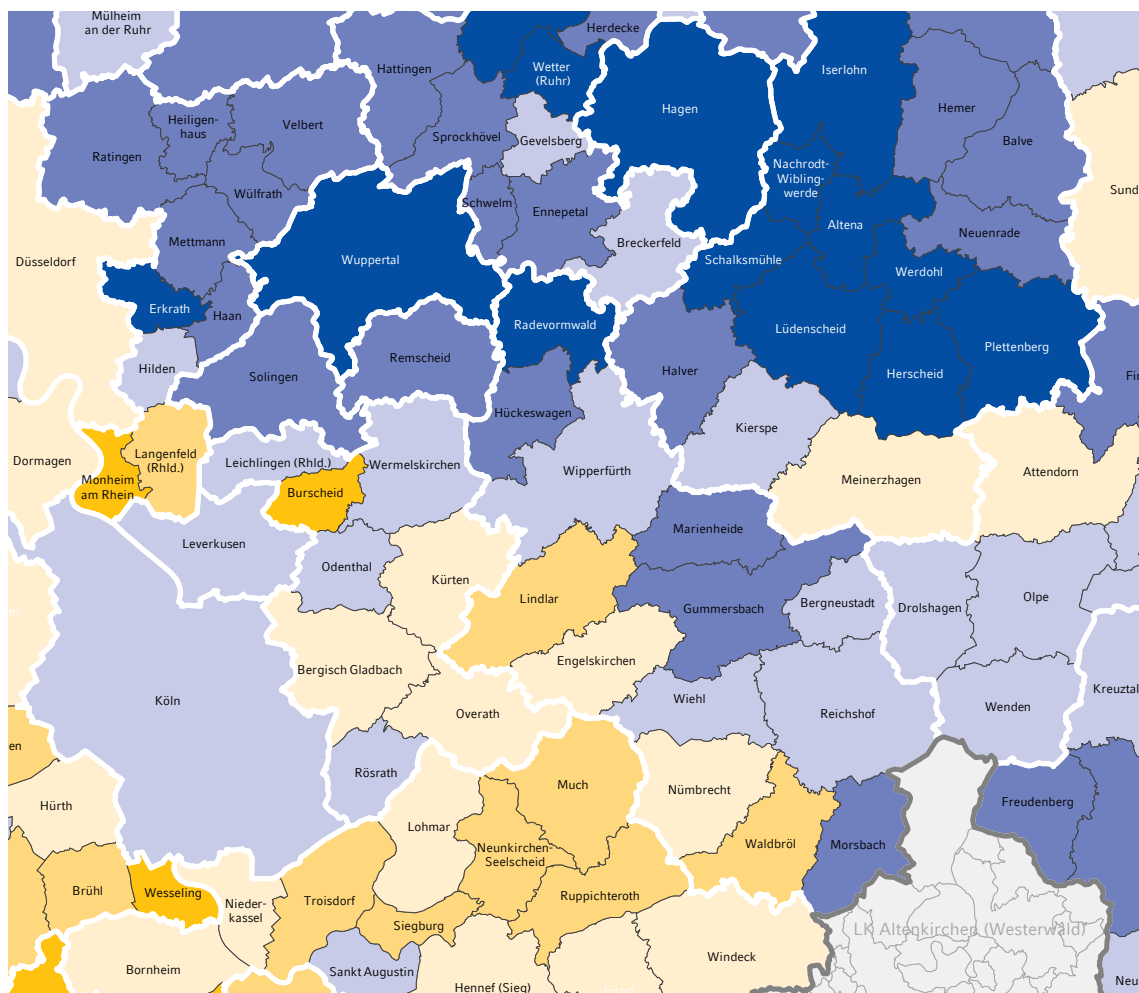 Mülheim
an der Ruhr
Herdecke
Hattingen
Wetter
(Ruhr)
Iserlohn
Hagen
Hemer
Heiligen-
haus
Velbert
Sprockhövel
Gevelsberg
Balve
Ratingen
Nachrodt-
Wibling-
werde
Wülfrath
Sund
Schwelm
Ennepetal
Altena
Mettmann
Breckerfeld
Neuenrade
Düsseldorf
Wuppertal
Schalksmühle
Werdohl
Erkrath
Haan
Radevormwald
Lüdenscheid
Plettenberg
Remscheid
Hilden
Solingen
Halver
Herscheid
Hückeswagen
Kierspe
Dormagen
Langenfeld
(Rhld.)
Leichlingen (Rhld.)
Wermelskirchen
Wipperfürth
Attendorn
Monheim
am Rhein
Burscheid
Meinerzhagen
Marienheide
Leverkusen
Odenthal
Kürten
Lindlar
Gummersbach
Bergneustadt
Drolshagen
Olpe
Engelskirchen
Bergisch Gladbach
Köln
Wiehl
Kreuzta
Overath
Reichshof
Wenden
en
Rösrath
Much
Nümbrecht
Freudenberg
Hürth
Lohmar
Neunkirchen-
Seelscheid
Waldbröl
Morsbach
Brühl
Wesseling
Nieder-
kassel
Troisdorf
Ruppichteroth
Siegburg
LK Altenkirchen (Westerwald)
Windeck
Bornheim
Sankt Augustin
Neu
Hennef (Sieg)